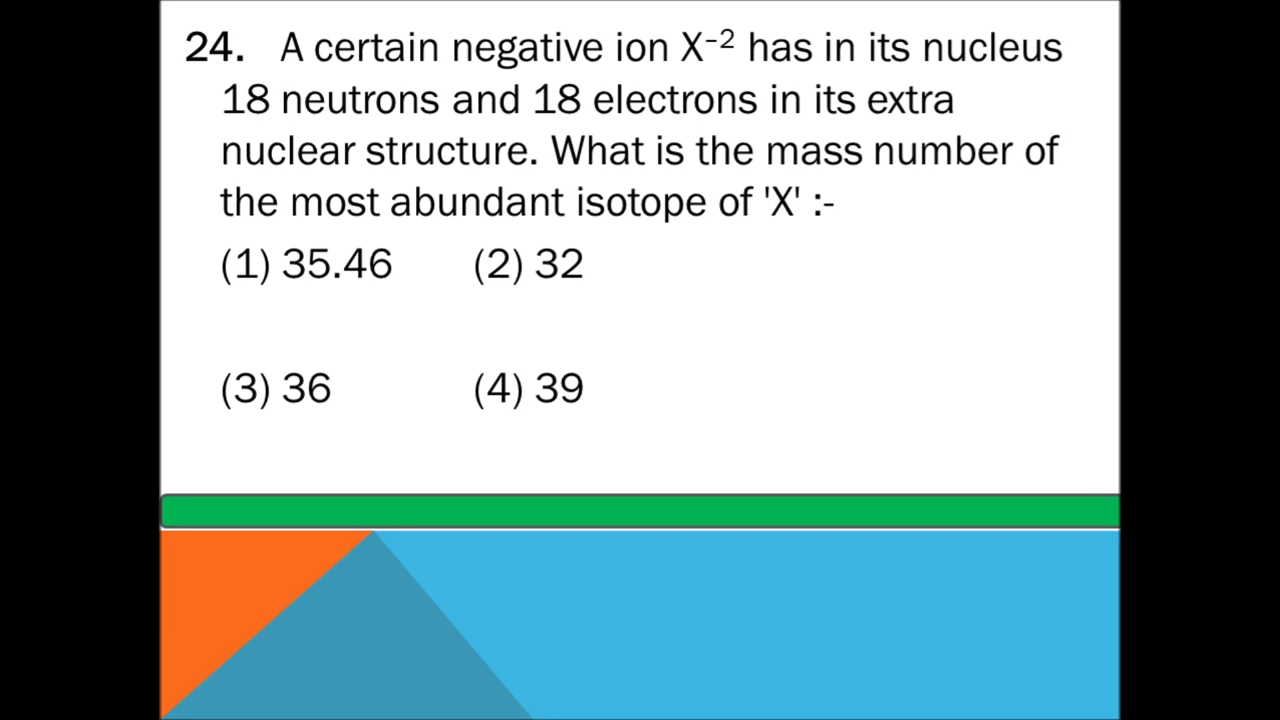 24. A certain negative ion X⁻² has in its nucleus
18 neutrons and 18 electrons in its extra
nuclear structure. What is the mass number of
the most abundant isotope of 'X' :-
(1) 35.46 (2) 32
(3) 36 (4) 39